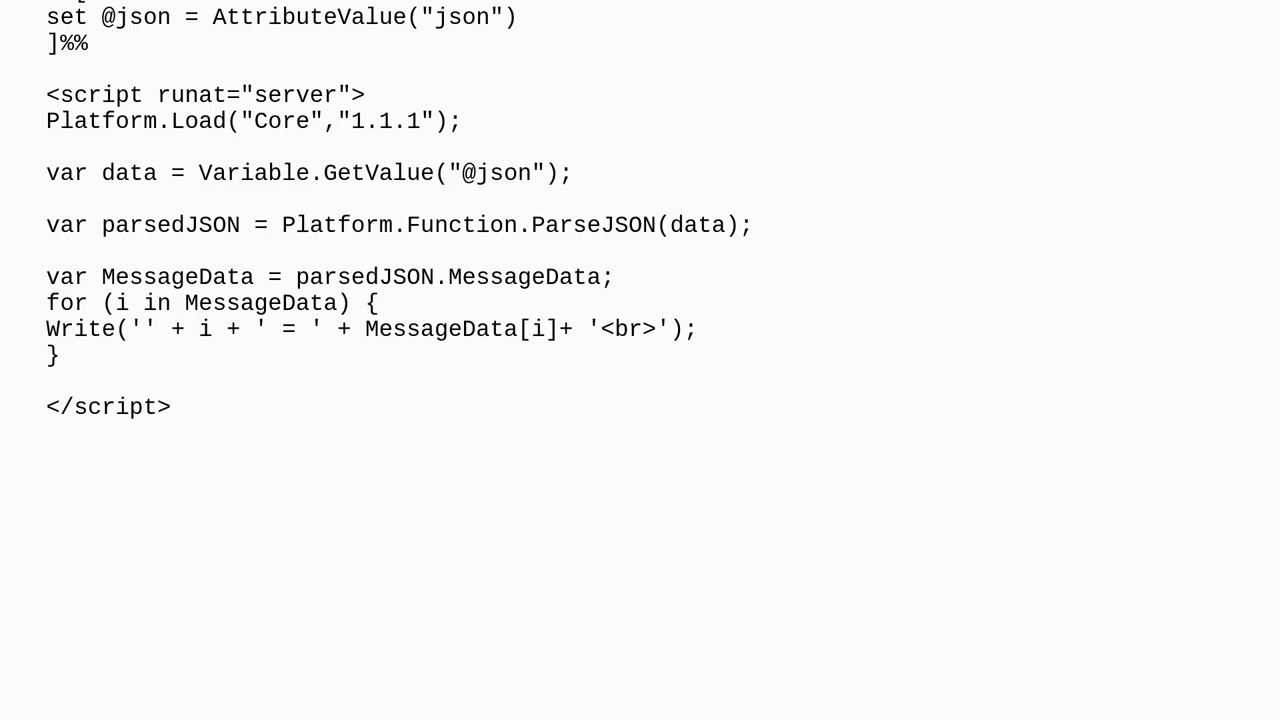 set @json = AttributeValue("json")
]%%
<script runat="server">
Platform.Load("Core","1.1.1");
var data = Variable.GetValue("@json");
var parsedJSON = Platform.Function.ParseJSON(data);
var MessageData = parsedJSON.MessageData;
for (i in MessageData) {
Write('' + i + ' = ' + MessageData[i]+ '<br>');
}
</script>